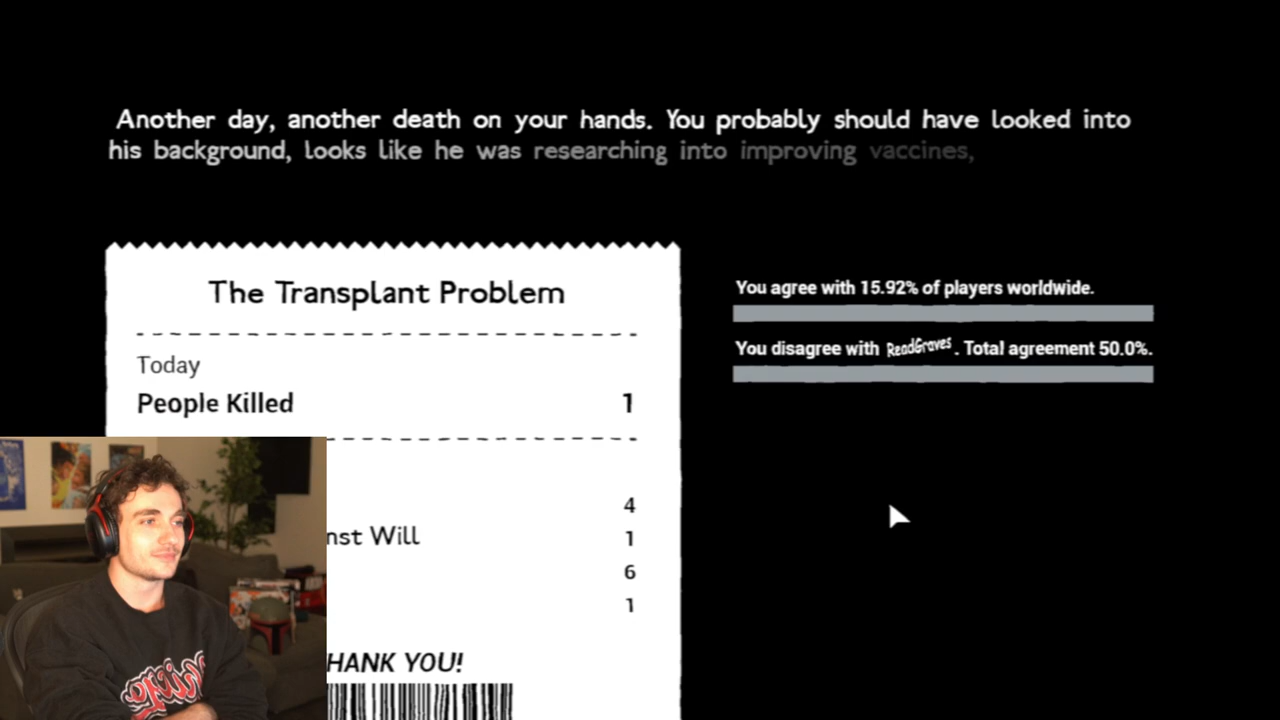 Another day, another death on your hands. You probably should have looked into
his background, looks like he was researching into improving vaccines,
The Transplant Problem
Today
People Killed 1
4
nst Will 1
6
1
HANK YOU!
You agree with 15.92% of players worldwide.
You disagree with ReadGraves. Total agreement 50.0%.